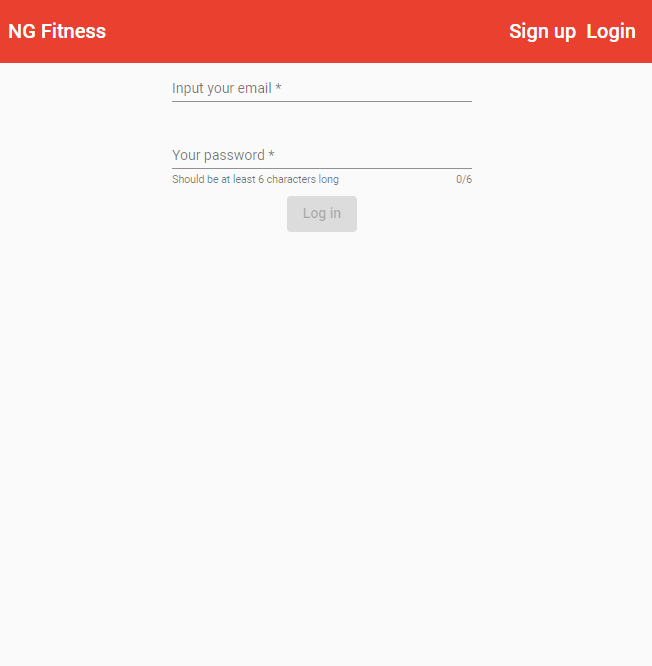 NG Fitness Sign up Login
Input your email *
Your password *
Should be at least 6 characters long 0/6
Log in